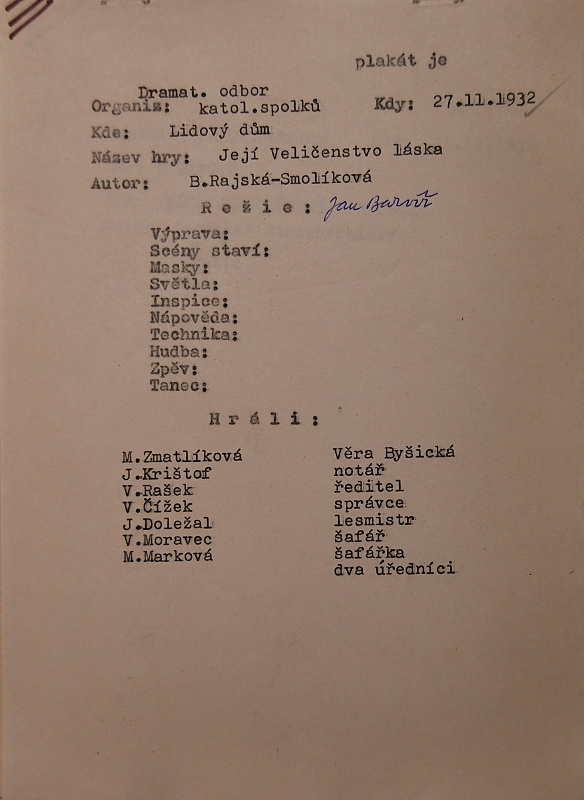 plakát je
Dramat. odbor
Organiz: katol.spolků Kdy: 27.11.1932
Kde: Lidový dům
Název hry: Její Veličenstvo láska
Autor: B.Rajská-Smolíková
Režie: Jan
Výprava:
Scény staví:
Masky:
Světla:
Inspice:
Nápověda:
Technika:
Hudba:
Zpěv:
Tanec:
Hráli:
M.Zmatlíková Věra Byšická
J.Krištof notář
V.Rašek ředitel
V.Čížek správce
J.Doležal lesmistr
V.Moravec šafář
M.Marková šafářka
dva úředníci